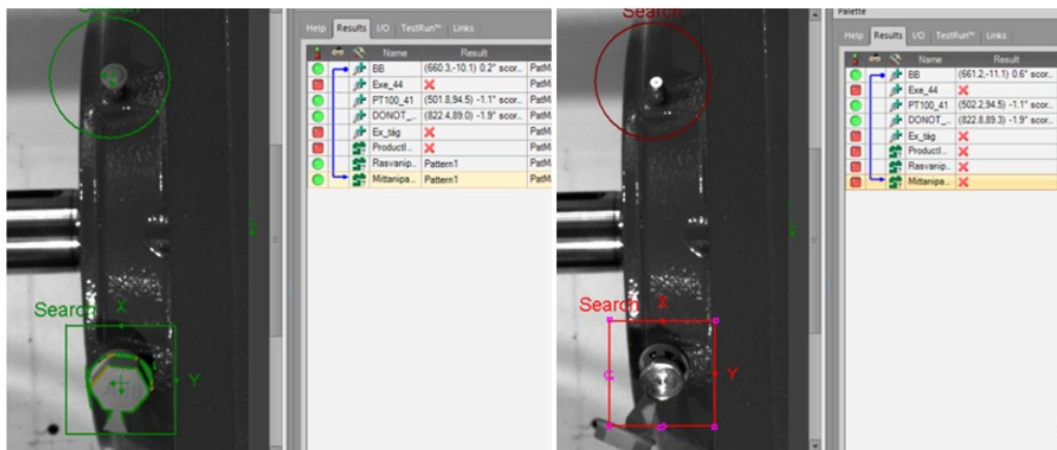 Search
Search
X
Y
Help Results I/O TestRun™ Links
Name Result
BB (660.3,-10.1) 0.2° scor... PatM
Exe_44 PatM
PT100_41 (501.8,94.5) -1.1° scor... PatM
DONOT_... (822.4,89.0) -1.9° scor... PatM
Ex_tág PatM
Productl... PatM
Rasvanip... Pattern1 PatM
Mittanipa... Pattern1 PatM
Search
Search
X
Y
Palette
Help Results I/O TestRun™ Links
Name Result
BB (661.2,-11.1) 0.6° scor...
Exe_44
PT100_41 (502.2,94.5) -1.1° scor...
DONOT_... (822.8,89.3) -1.9° scor...
Ex_tág
Productl...
Rasvanip...
Mittanipa...